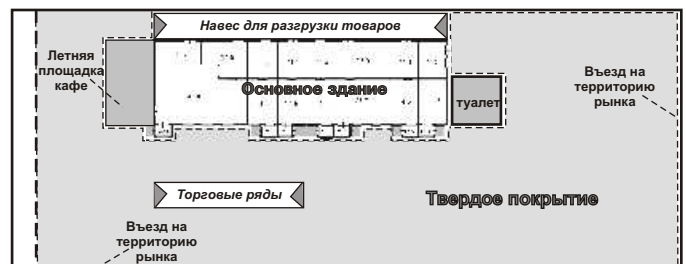 Навес для разгрузки товаров
Летняя
площадка
кафе
Основное здание
туалет
Въезд на
территорию
рынка
Торговые ряды
Твердое покрытие
Въезд на
территорию
рынка